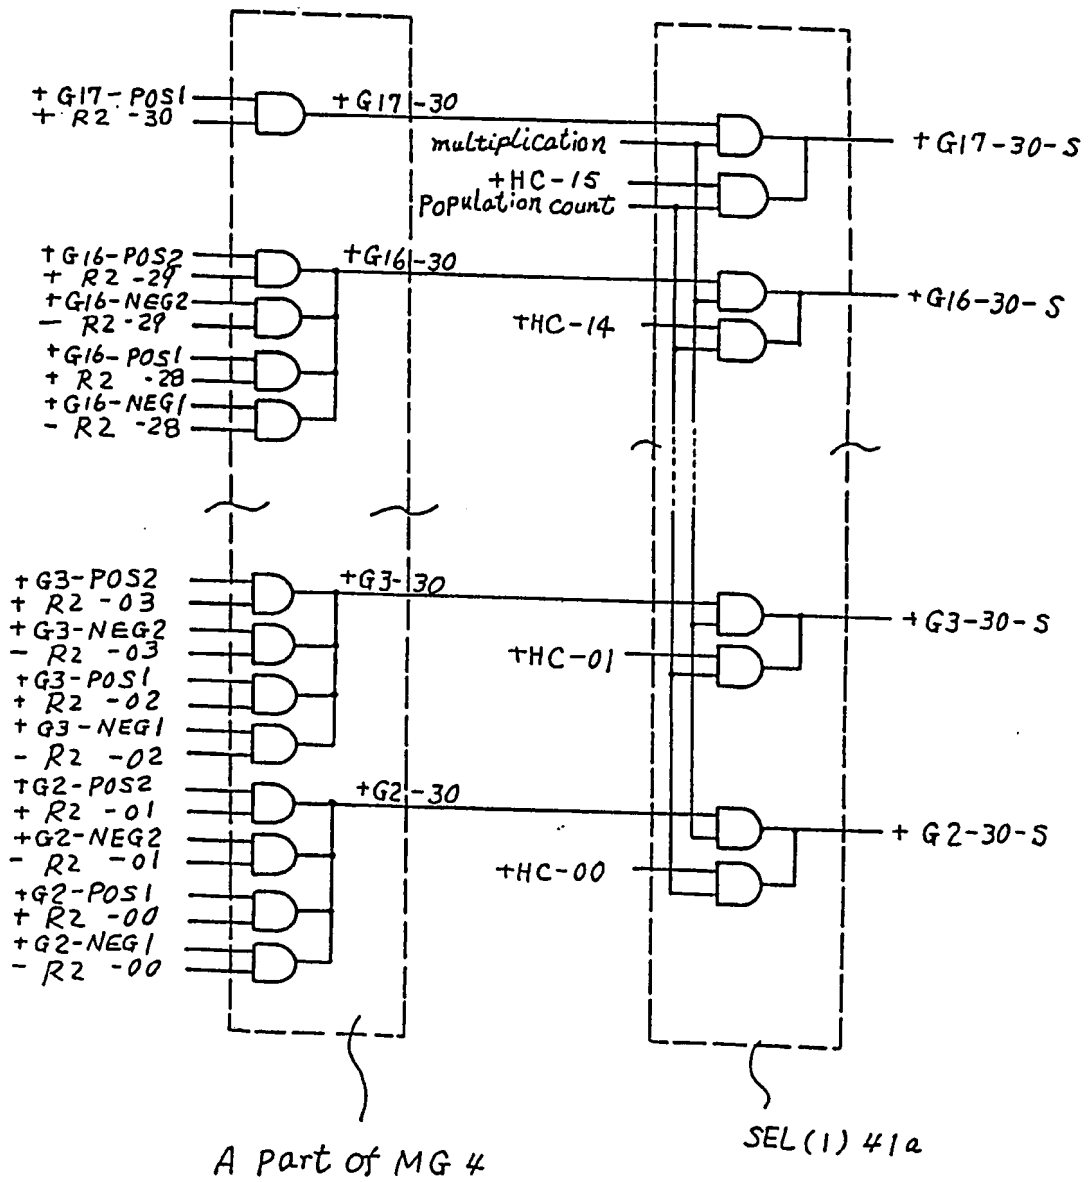 + G17-POS1
+ R2 -30
+G17-30
multiplication
+HC-15
Population count
+ G17-30-S
+G16-POS2
+ R2 -29
+G16-NEG2
- R2-29
+G16-POS1
+ R2 -28
+G16-NEG1
- R2 -28
+G16-30
+HC-14
+G16-30-S
+G3-POS2
+ R2 -03
+G3-NEG2
- R2 -03
+G3-POS1
+ R2 -02
+G3-NEG1
- R2 -02
+G3-30
+HC-01
+G3-30-S
+G2-POS2
+ R2 -01
+G2-NEG2
- R2 -01
+G2-POS1
+ R2 -00
+G2-NEG1
- R2 -00
+G2-30
+HC-00
+ G2-30-S
A part of MG 4
SEL(1) 41a